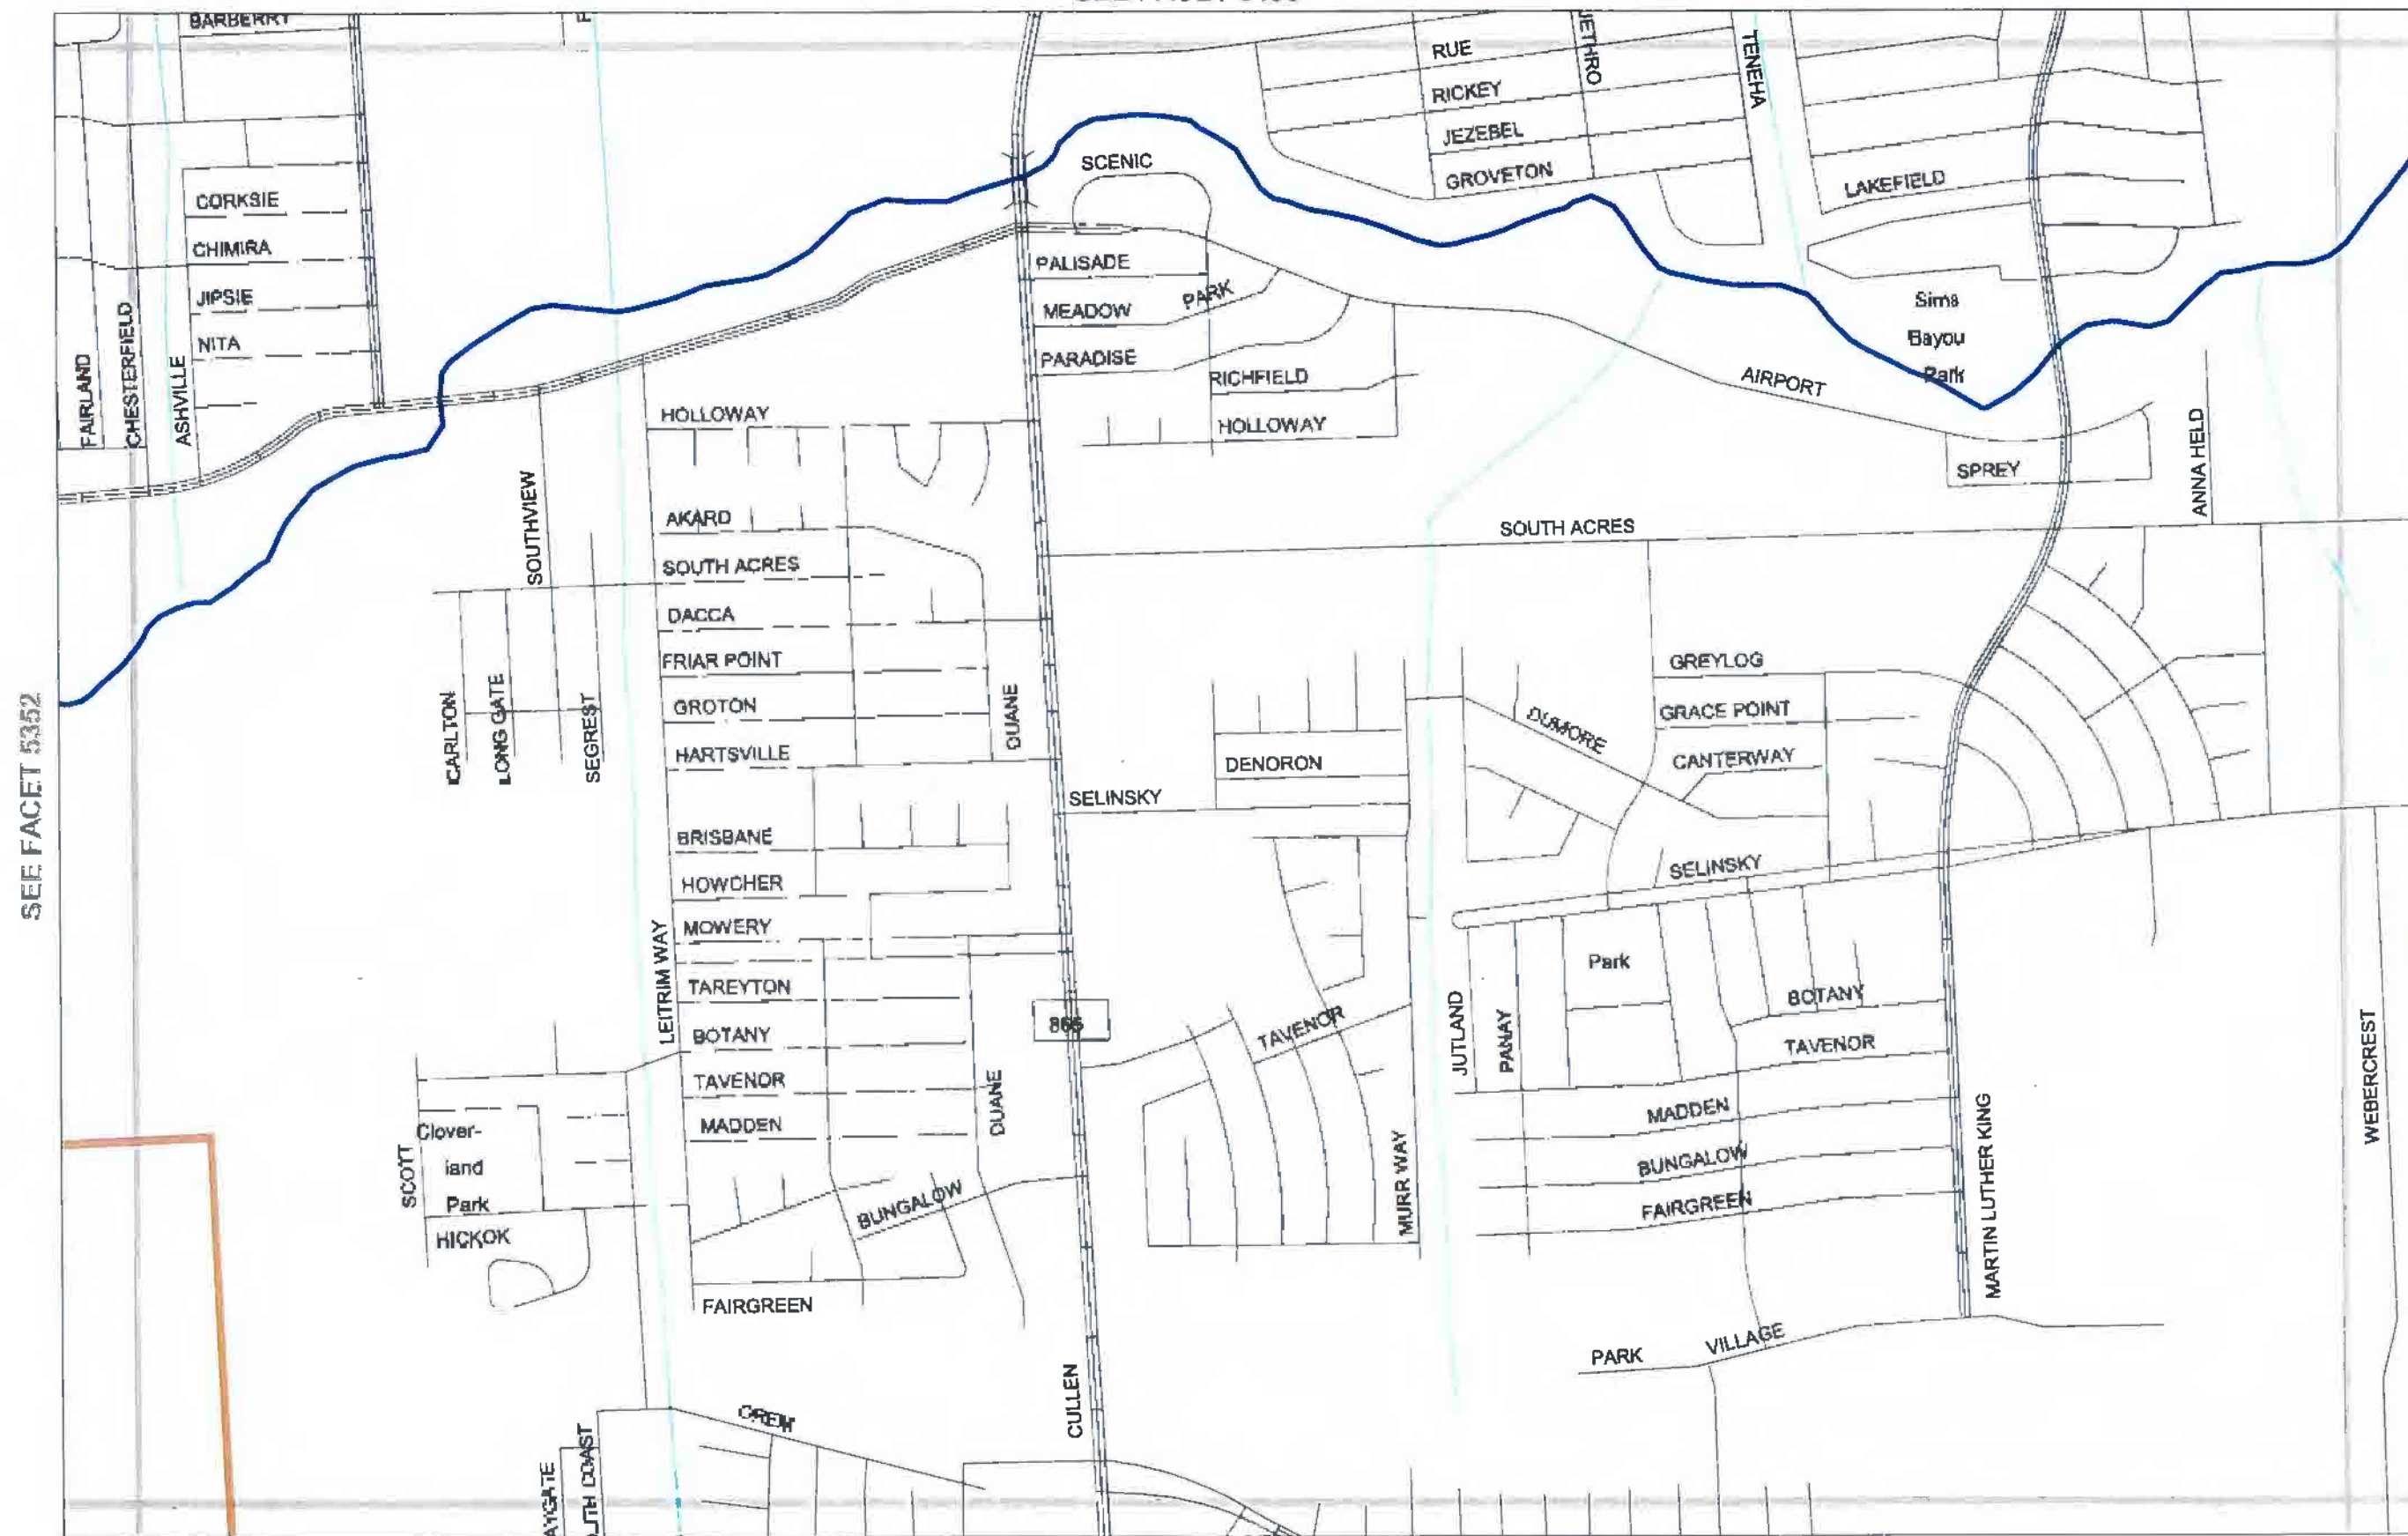 BARBERRY
RUE
JETHRO
TENEHA
RICKEY
JEZEBEL
GROVETON
SCENIC
LAKEFIELD
CORKSIE
CHIMIRA
JIPSIE
NITA
FAIRLAND
CHESTERFIELD
ASHVILLE
PALISADE
MEADOW
PARK
PARADISE
RICHFIELD
HOLLOWAY
HOLLOWAY
Sims
Bayou
Park
AIRPORT
SPREY
ANNA HELD
SOUTHVIEW
AKARD
SOUTH ACRES
SOUTH ACRES
DACCA
FRIAR POINT
GROTON
HARTSVILLE
DUANE
CARLTON
LONG GATE
SEGREST
SEE FACET 5352
GREYLOG
GRACE POINT
CANTERWAY
DUMORE
DENORON
SELINSKY
SELINSKY
BRISBANE
HOWCHER
MOWERY
LEITRIM WAY
TAREYTON
BOTANY
TAVENOR
MADDEN
DUANE
865
TAVENOR
JUTLAND
PANAY
Park
BOTANY
TAVENOR
MADDEN
BUNGALOW
FAIRGREEN
MURR WAY
MARTIN LUTHER KING
WEBERCREST
SCOTT
Clover-
land
Park
HICKOK
BUNGALOW
FAIRGREEN
PARK VILLAGE
CULLEN
OREM